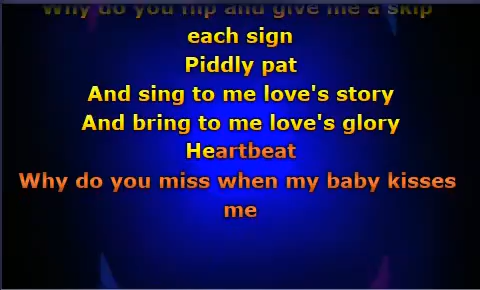 Why do you flip and give me a skip
each sign
Piddly pat
And sing to me love's story
And bring to me love's glory
Heartbeat
Why do you miss when my baby kisses
me